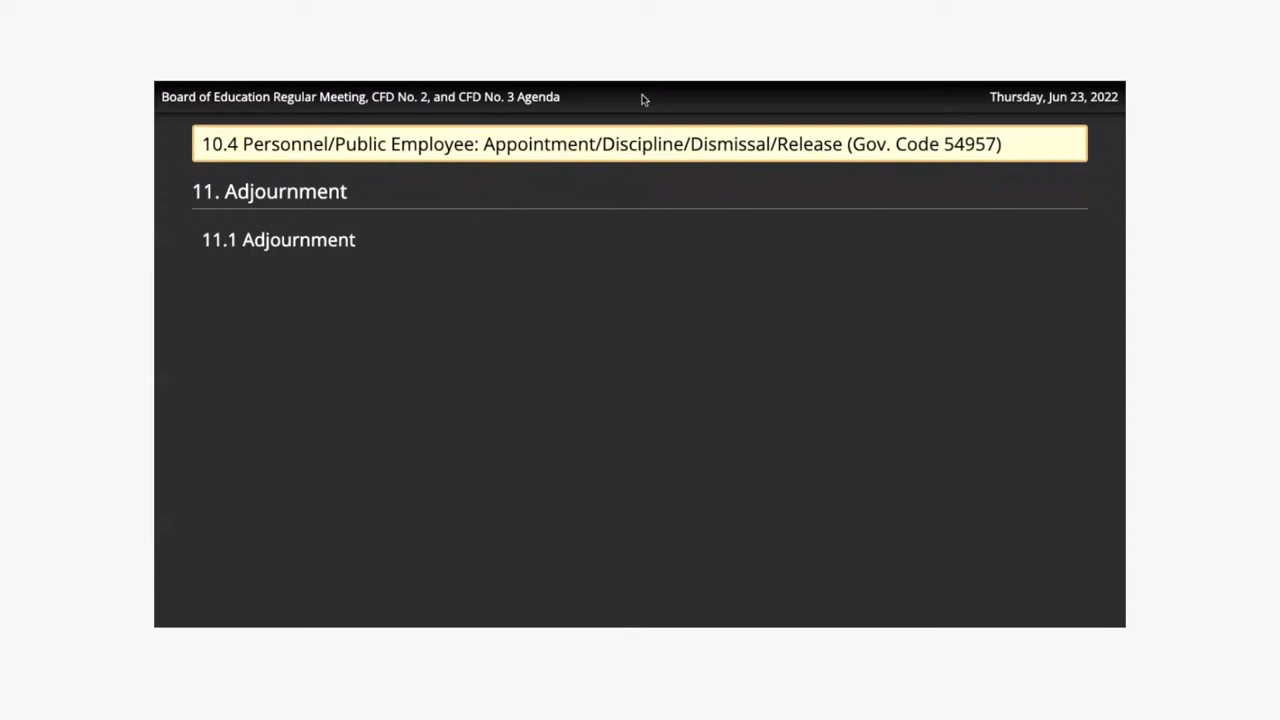 Board of Education Regular Meeting, CFD No. 2, and CFD No. 3 Agenda
Thursday, Jun 23, 2022
10.4 Personnel/Public Employee: Appointment/Discipline/Dismissal/Release (Gov. Code 54957)
11. Adjournment
11.1 Adjournment